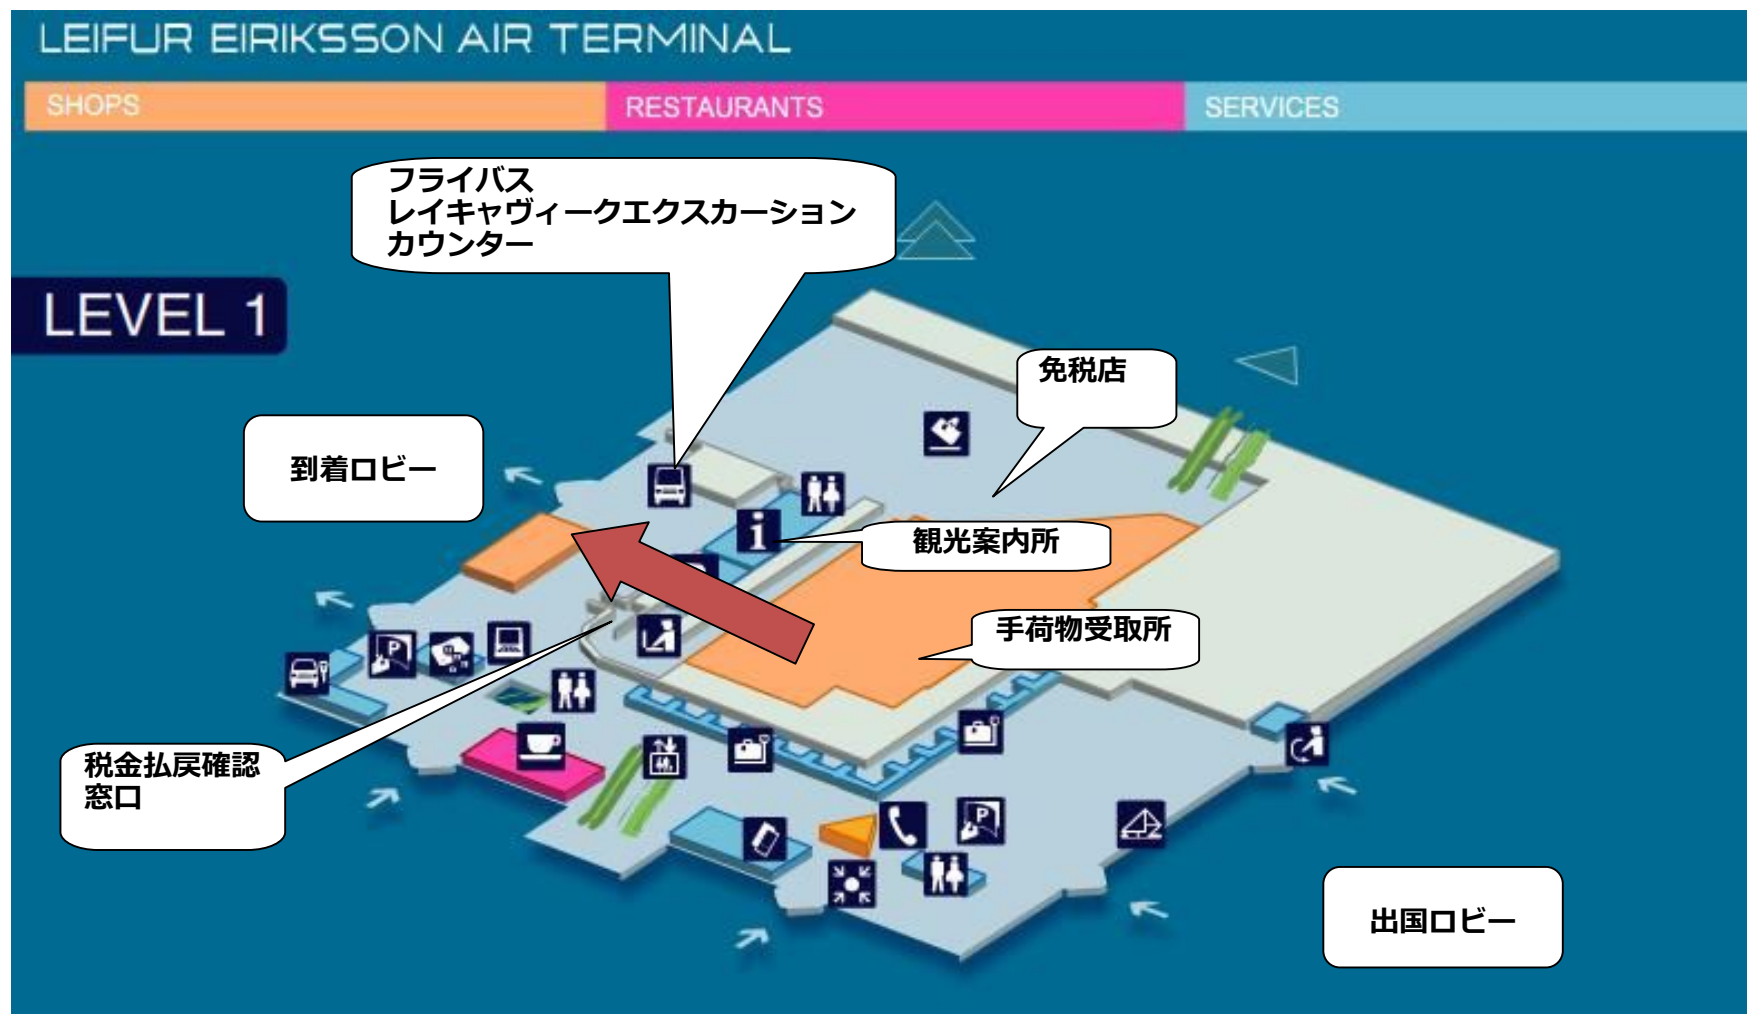 LEIFUR EIRIKSSON AIR TERMINAL
SHOPS
RESTAURANTS
SERVICES
フライバス
レイキャヴィークエクスカーション
カウンター
LEVEL 1
免税店
到着ロビー
観光案内所
手荷物受取所
税金払戻確認
窓口
出国ロビー
i
P
P